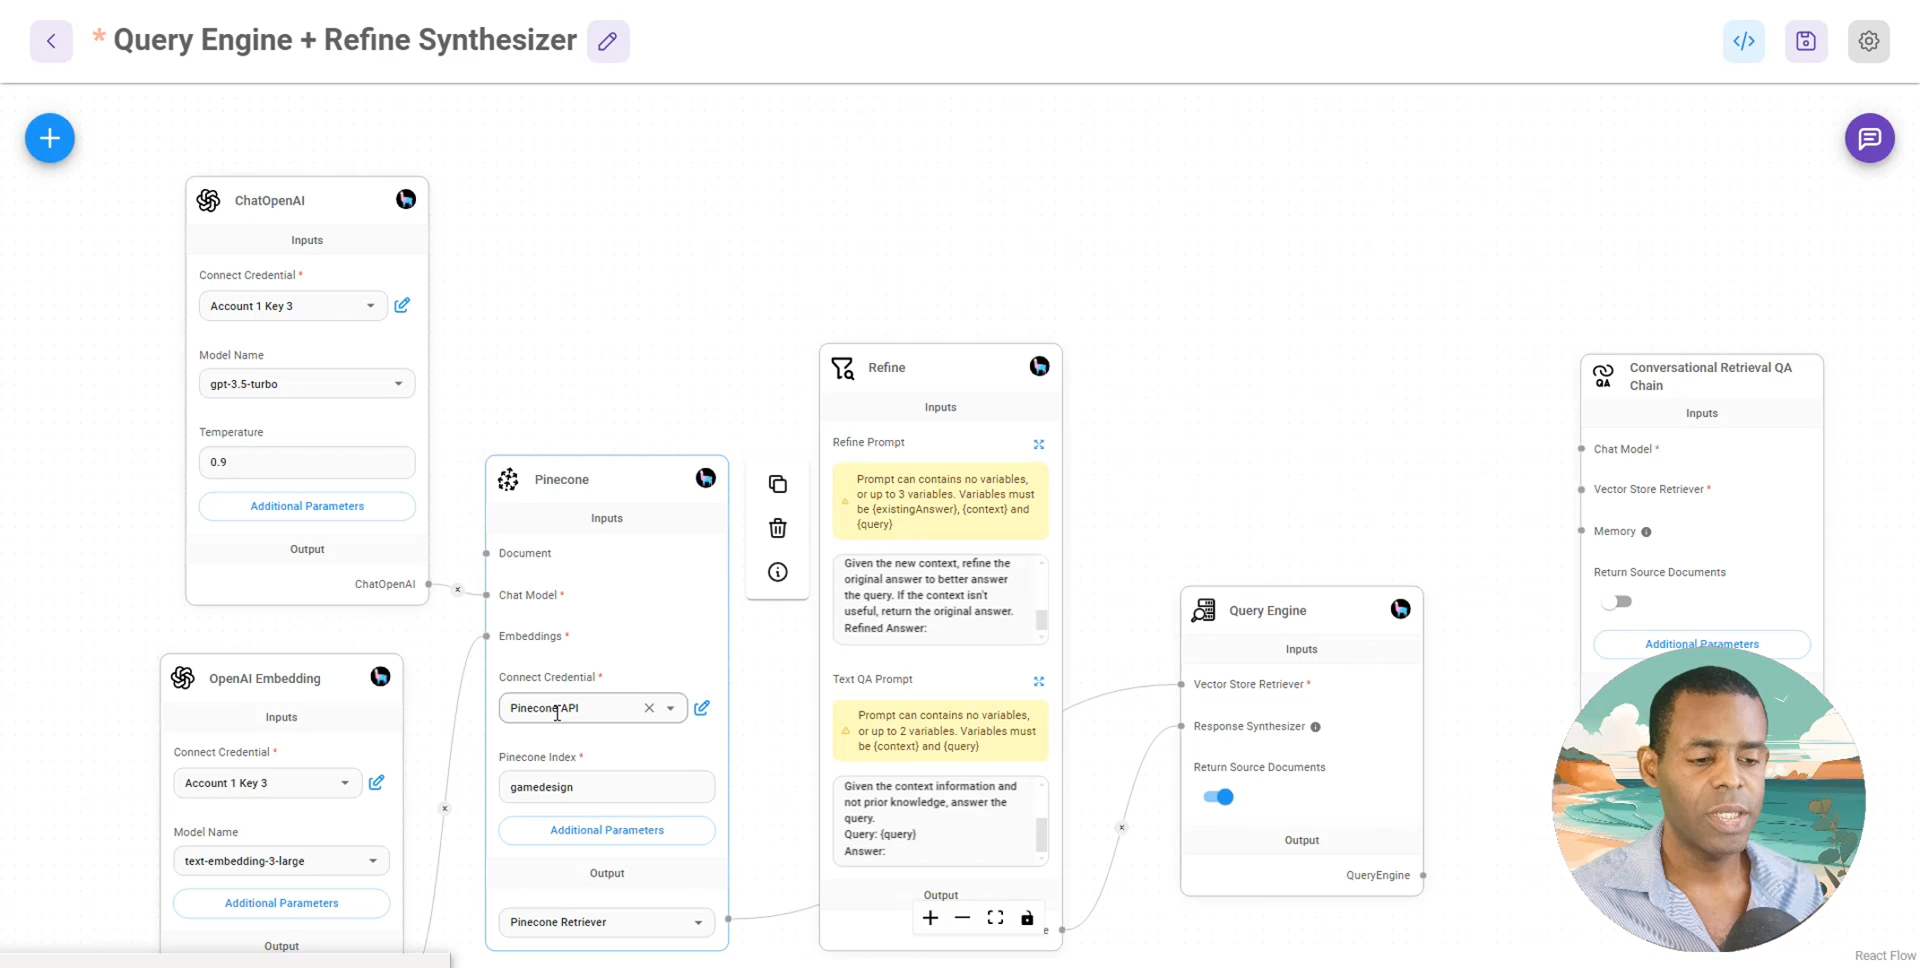 * Query Engine + Refine Synthesizer
ChatOpenAI
Inputs
Connect Credential *
Account 1 Key 3
Model Name
gpt-3.5-turbo
Temperature
0.9
Additional Parameters
Output
ChatOpenAI
OpenAI Embedding
Inputs
Connect Credential *
Account 1 Key 3
Model Name
text-embedding-3-large
Additional Parameters
Output
Pinecone
Inputs
Document
Chat Model *
Embeddings *
Connect Credential *
Pinecone API
Pinecone Index *
gamedesign
Additional Parameters
Output
Pinecone Retriever
Refine
Inputs
Refine Prompt
Prompt can contains no variables,
or up to 3 variables. Variables must
be {existingAnswer}, {context} and
{query}
Given the new context, refine the
original answer to better answer
the query. If the context isn't
useful, return the original answer.
Refined Answer:
Text QA Prompt
Prompt can contains no variables,
or up to 2 variables. Variables must
be {context} and {query}
Given the context information and
not prior knowledge, answer the
query.
Query: {query}
Answer:
Output
Query Engine
Inputs
Vector Store Retriever *
Response Synthesizer
Return Source Documents
Output
QueryEngine
QA
Conversational Retrieval QA
Chain
Inputs
Chat Model *
Vector Store Retriever *
Memory
Return Source Documents
Additional Parameters
React Flow